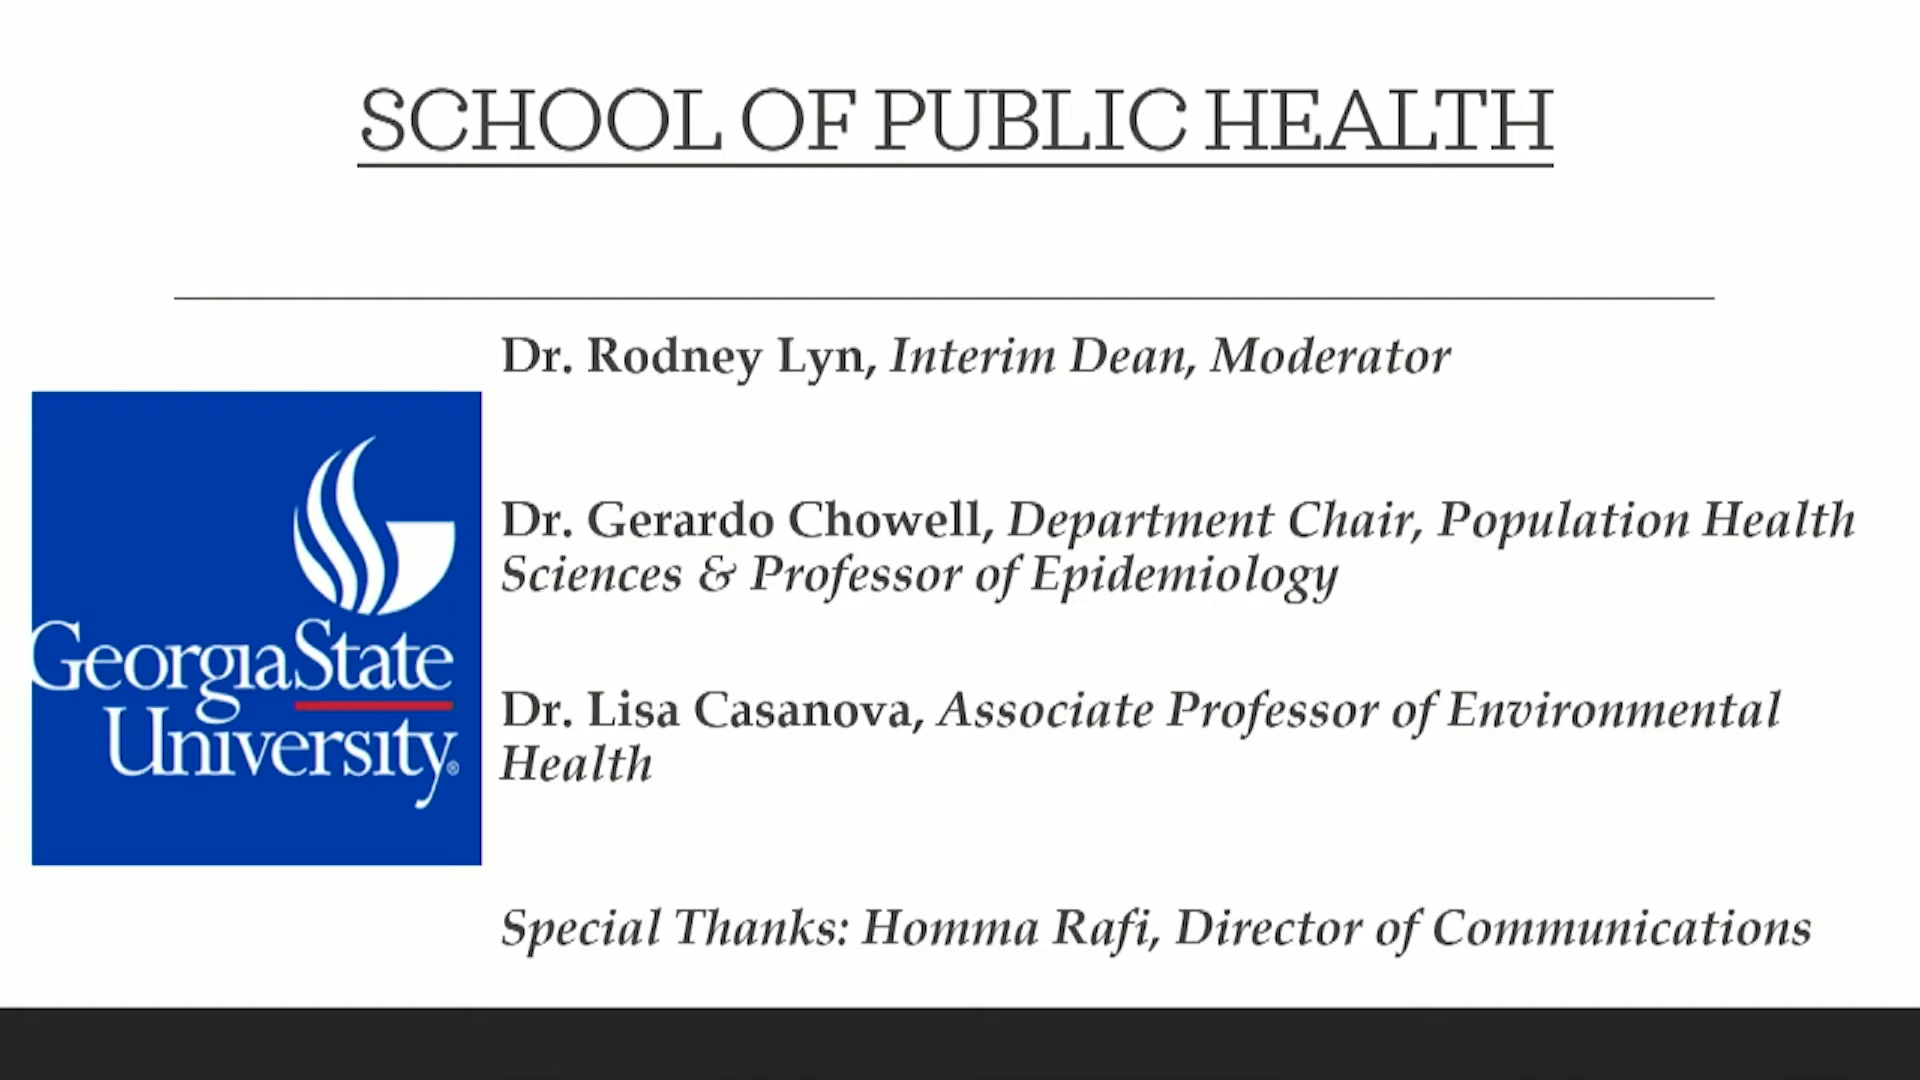 SCHOOL OF PUBLIC HEALTH
Dr. Rodney Lyn, Interim Dean, Moderator
Dr. Gerardo Chowell, Department Chair, Population Health
Sciences & Professor of Epidemiology
Dr. Lisa Casanova, Associate Professor of Environmental
Health
Special Thanks: Homma Rafi, Director of Communications
GeorgiaState
University®